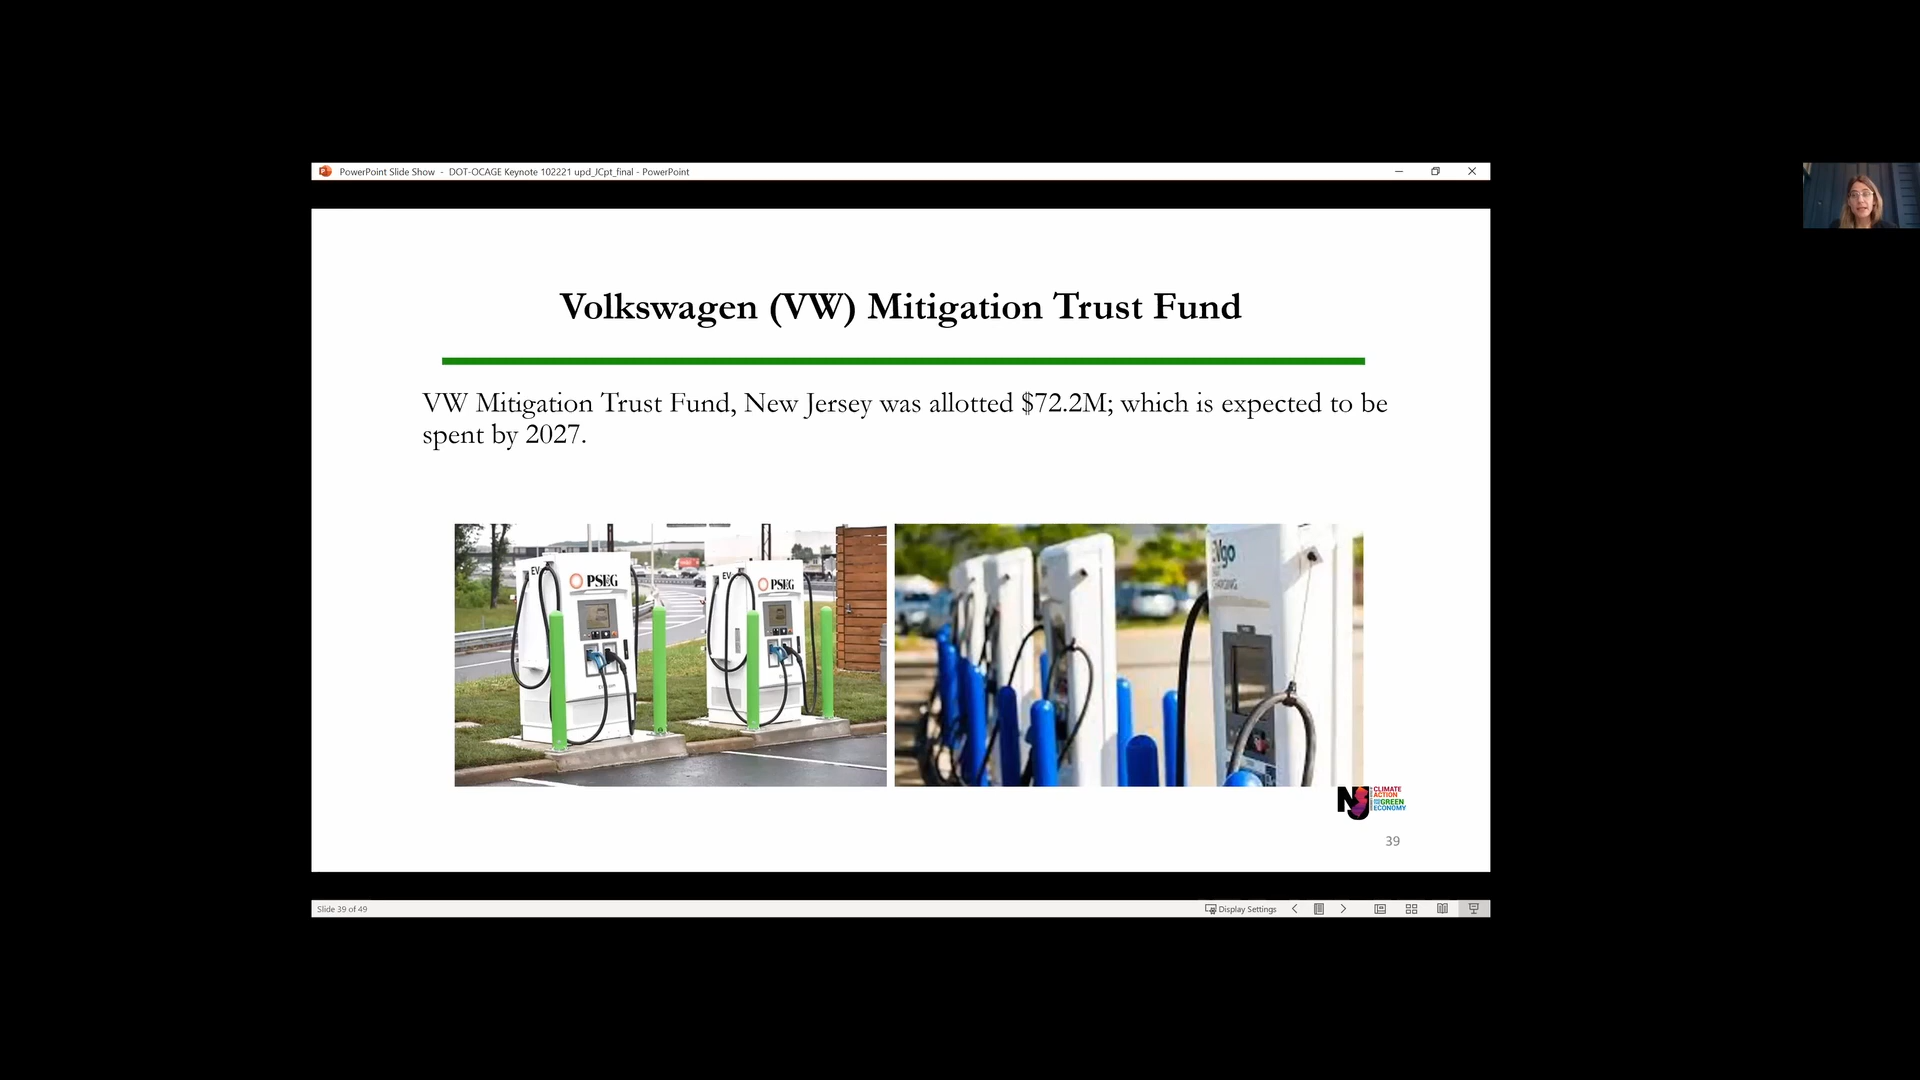 PowerPoint Slide Show - DOT-OCAGE Keynote 102221 upd_JCpt_final - PowerPoint
Volkswagen (VW) Mitigation Trust Fund
VW Mitigation Trust Fund, New Jersey was allotted $72.2M; which is expected to be
spent by 2027.
EV
PSEG
EV
PSEG
EVgo
NJ
CLIMATE
ACTION
GREEN
ECONOMY
39
Slide 39 of 49
Display Settings